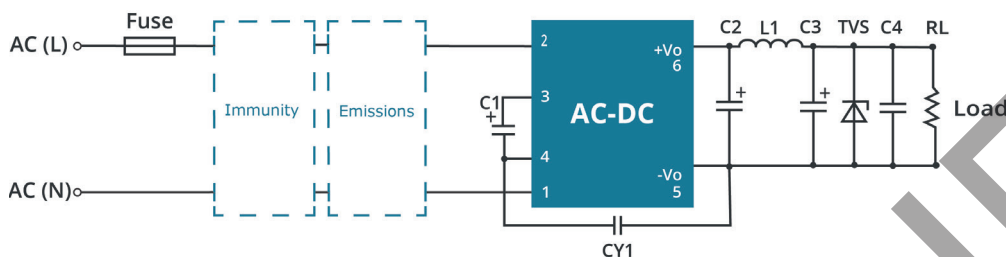 Fuse
AC (L)
Immunity
Emissions
AC (N)
C1
+
2
3
4
1
AC-DC
+Vo
6
-Vo
5
CY1
C2
L1
C3
TVS
C4
RL
+
+
Load